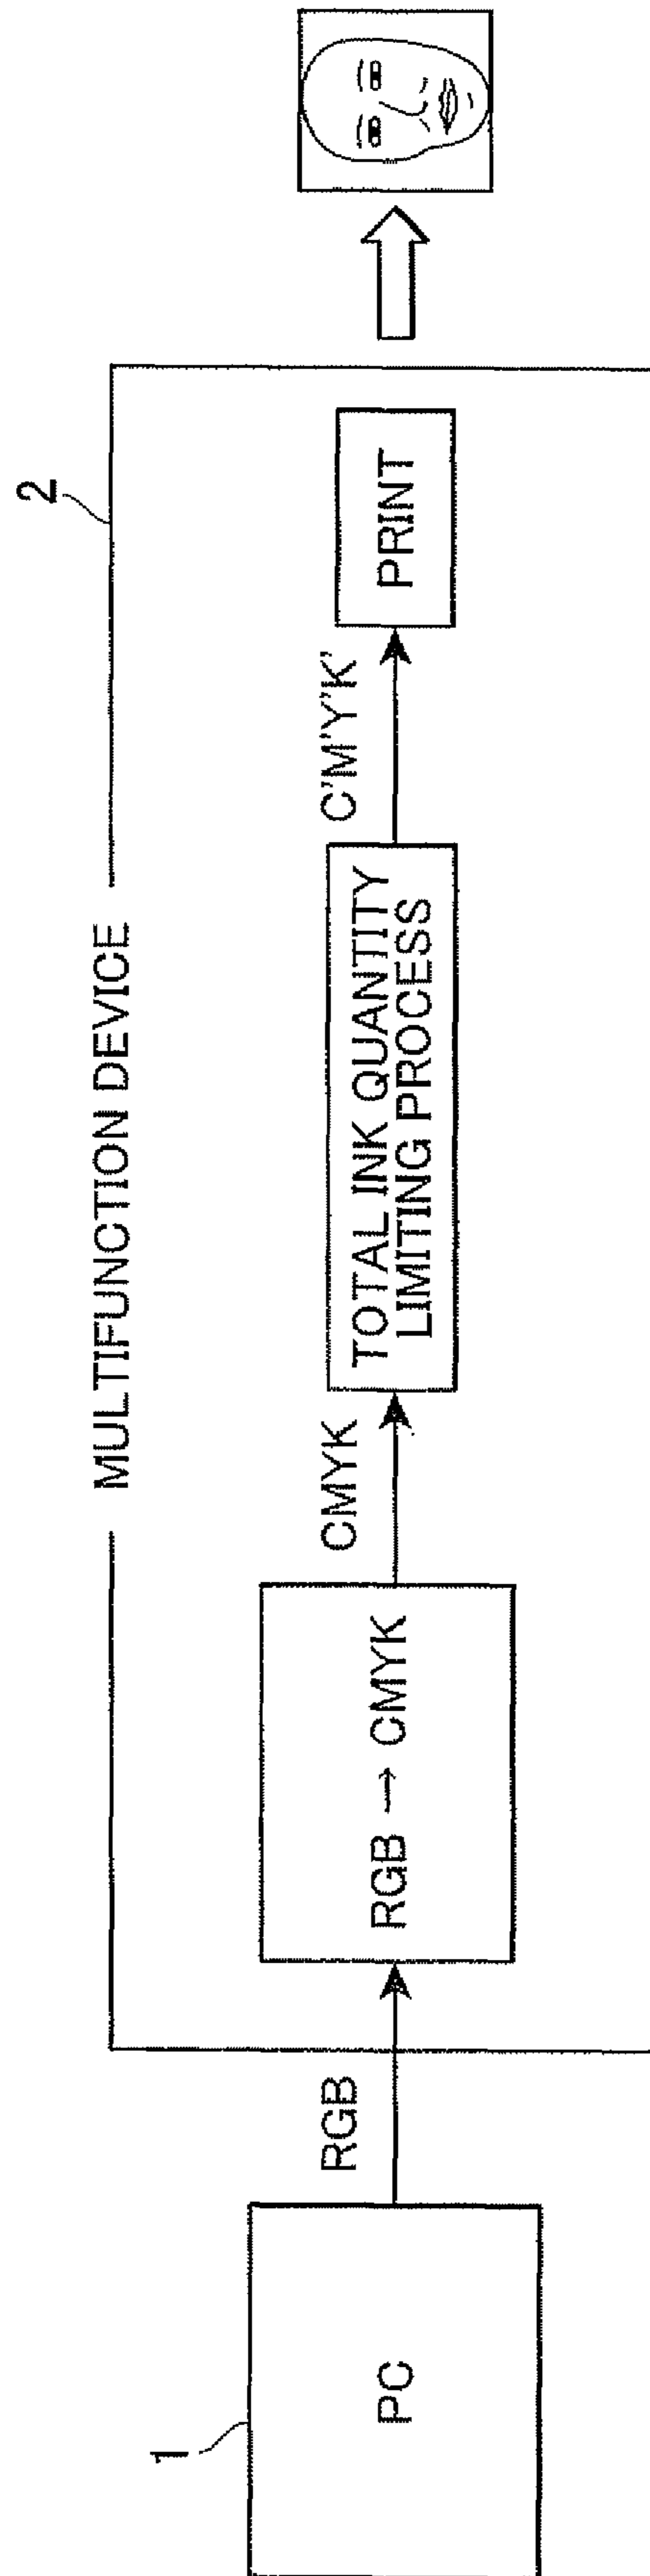 1
PC
RGB
MULTIFUNCTION DEVICE
2
RGB → CMYK
CMYK
TOTAL INK QUANTITY
LIMITING PROCESS
C'M'Y'K'
PRINT